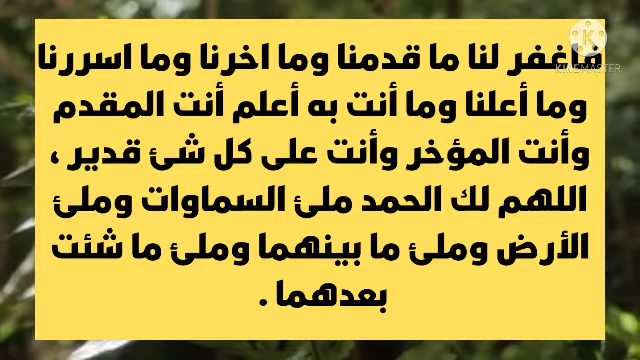 فاغفر لنا ما قدمنا وما اخرنا وما اسررنا
وما أعلنا وما أنت به أعلم أنت المقدم
وأنت المؤخر وأنت على كل شئ قدير ،
اللهم لك الحمد ملئ السماوات وملئ
الأرض وملئ ما بينهما وملئ ما شئت
بعدهما .
KINEMASTER